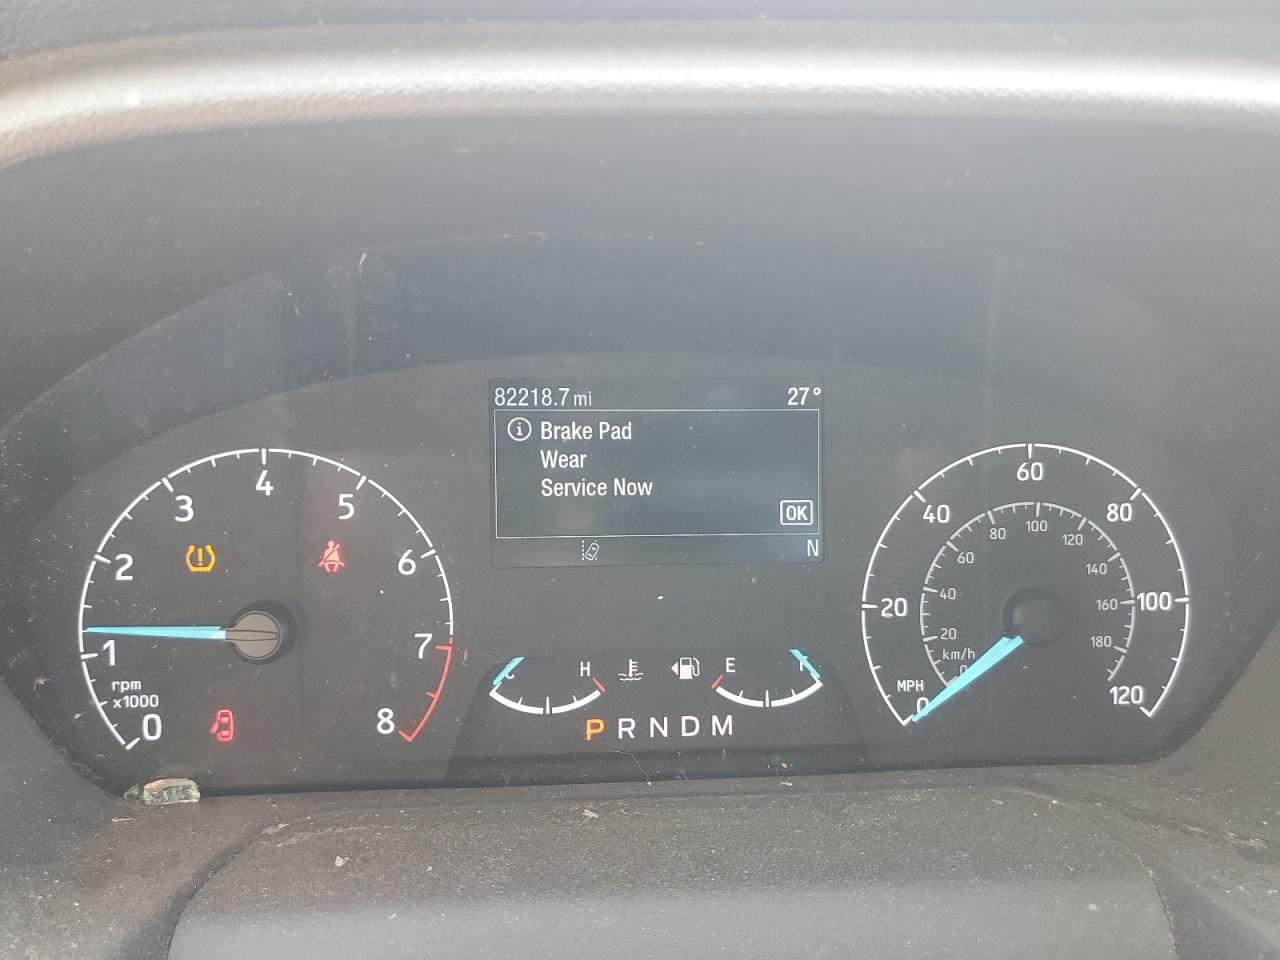 82218.7 mi 27°
i Brake Pad
Wear
Service Now
OK
N
0 1 2 3 4 5 6 7 8
rpm
x1000
C H
E F
P R N D M
0 20 40 60 80 100 120
MPH
0 20 40 60 80 100 120 140 160 180
km/h